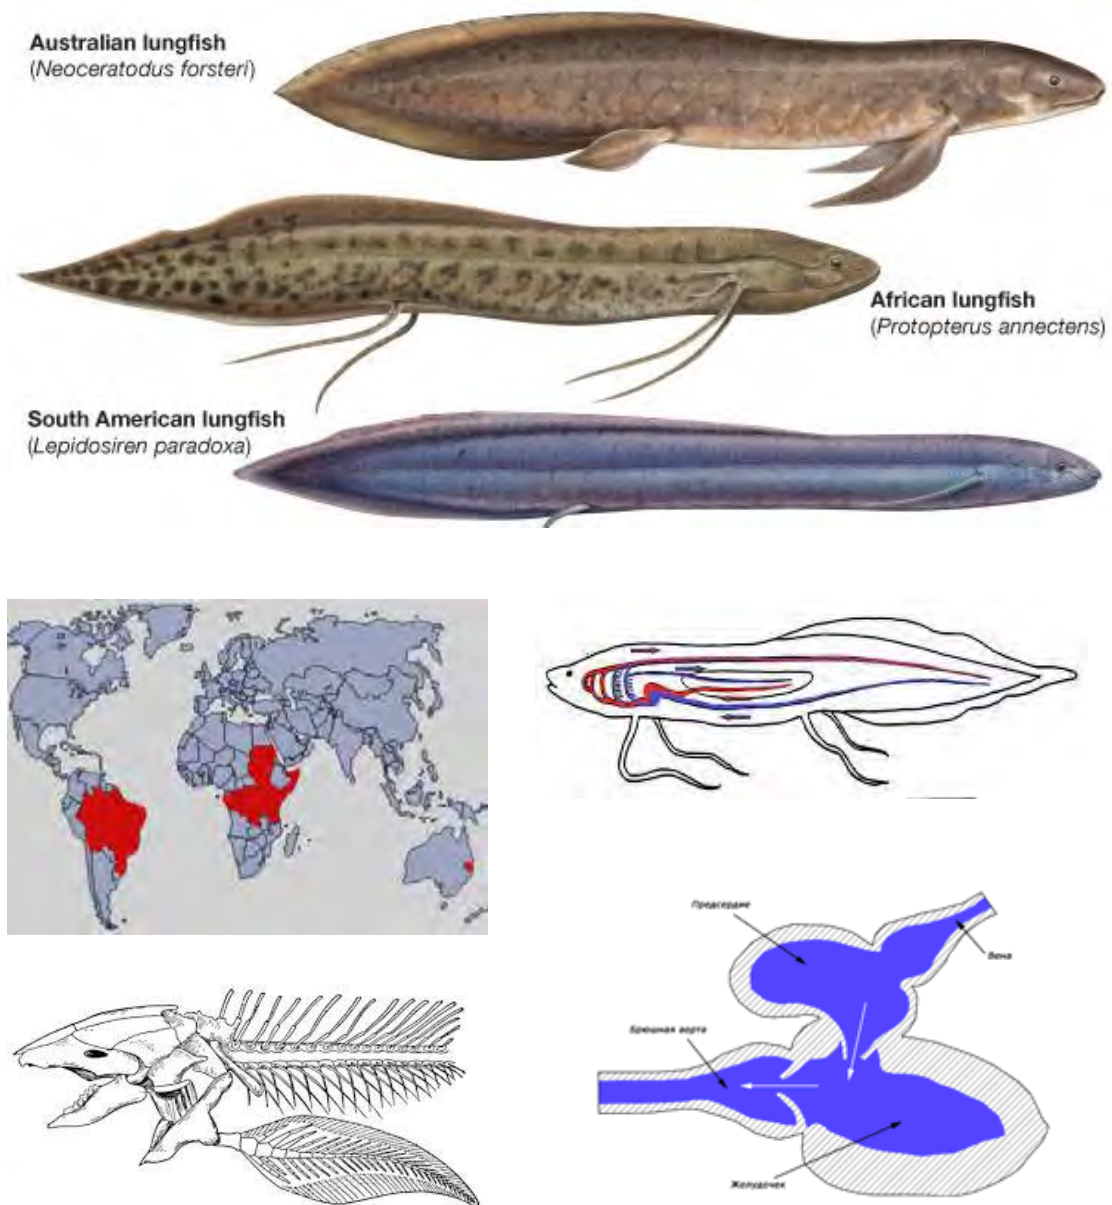 Australian lungfish
(Neoceratodus forsteri)
African lungfish
(Protopterus annectens)
South American lungfish
(Lepidosiren paradoxa)
Предсердие
Вена
Брюшная аорта
Желудочек